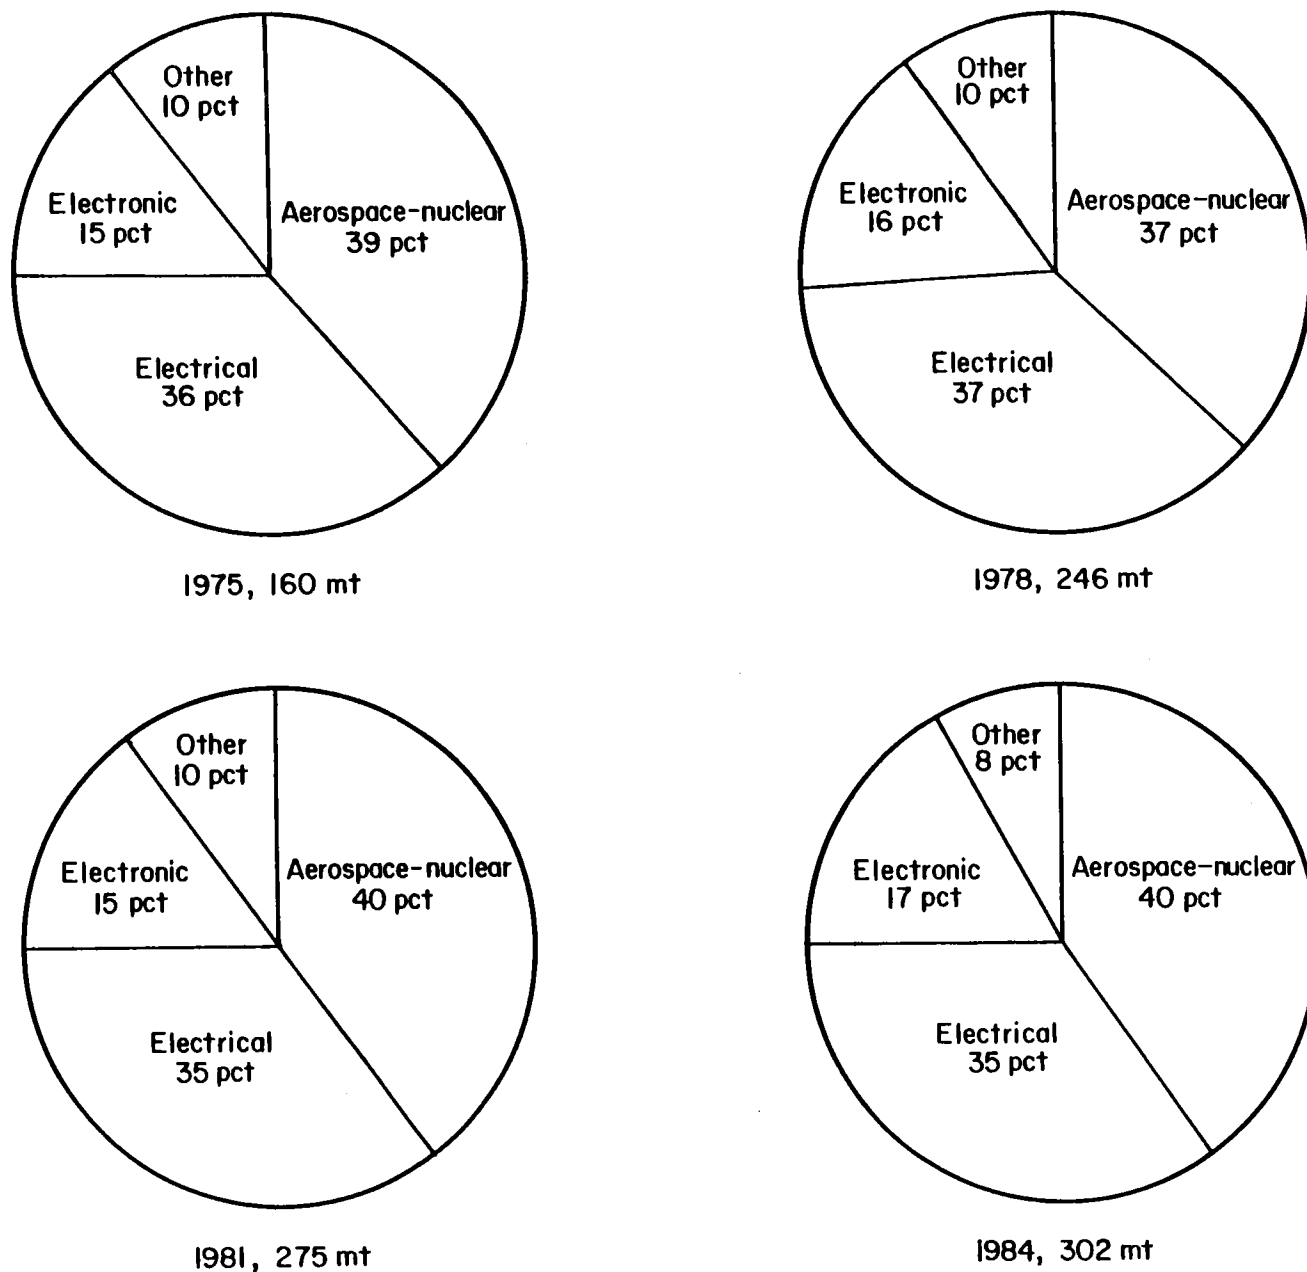 Other
10 pct
Electronic
15 pct
Aerospace-nuclear
39 pct
Electrical
36 pct
1975, 160 mt
Other
10 pct
Electronic
16 pct
Aerospace-nuclear
37 pct
Electrical
37 pct
1978, 246 mt
Other
10 pct
Electronic
15 pct
Aerospace-nuclear
40 pct
Electrical
35 pct
1981, 275 mt
Other
8 pct
Electronic
17 pct
Aerospace-nuclear
40 pct
Electrical
35 pct
1984, 302 mt